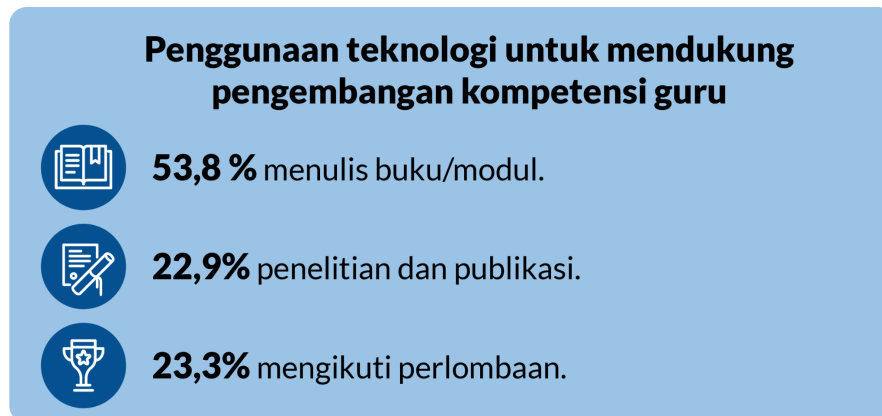 Penggunaan teknologi untuk mendukung
pengembangan kompetensi guru
53,8 % menulis buku/modul.
22,9% penelitian dan publikasi.
23,3% mengikuti perlombaan.